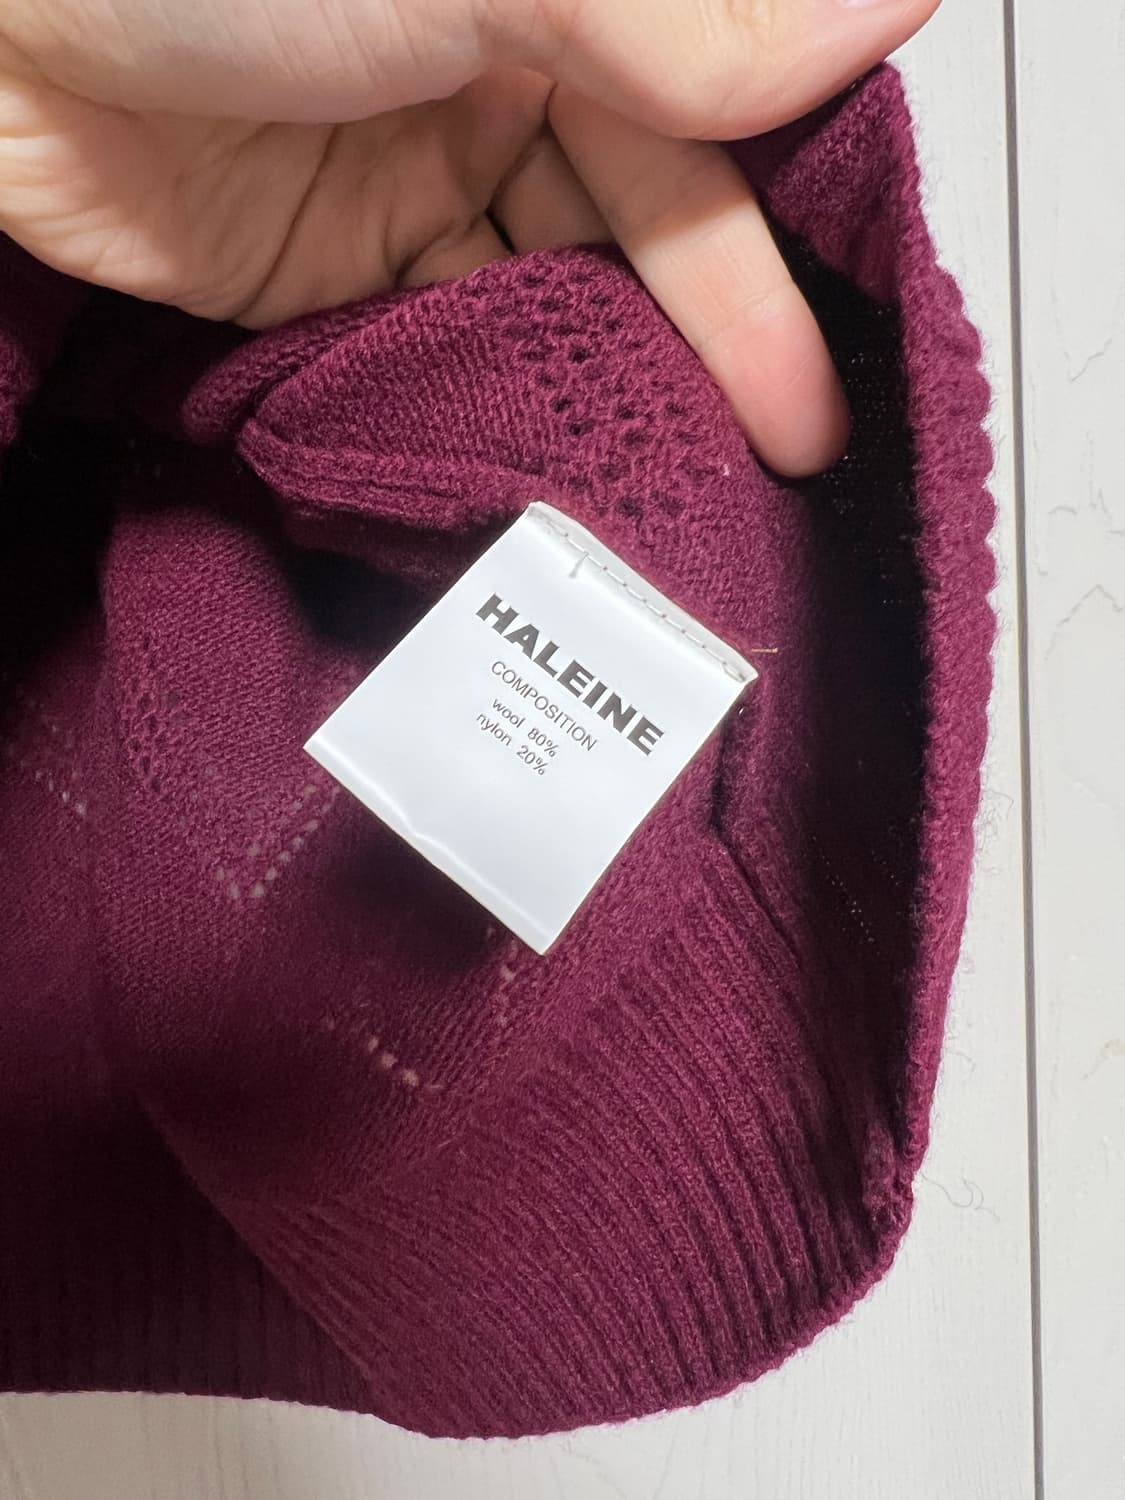 HALEINE
COMPOSITION
wool 80%
nylon 20%